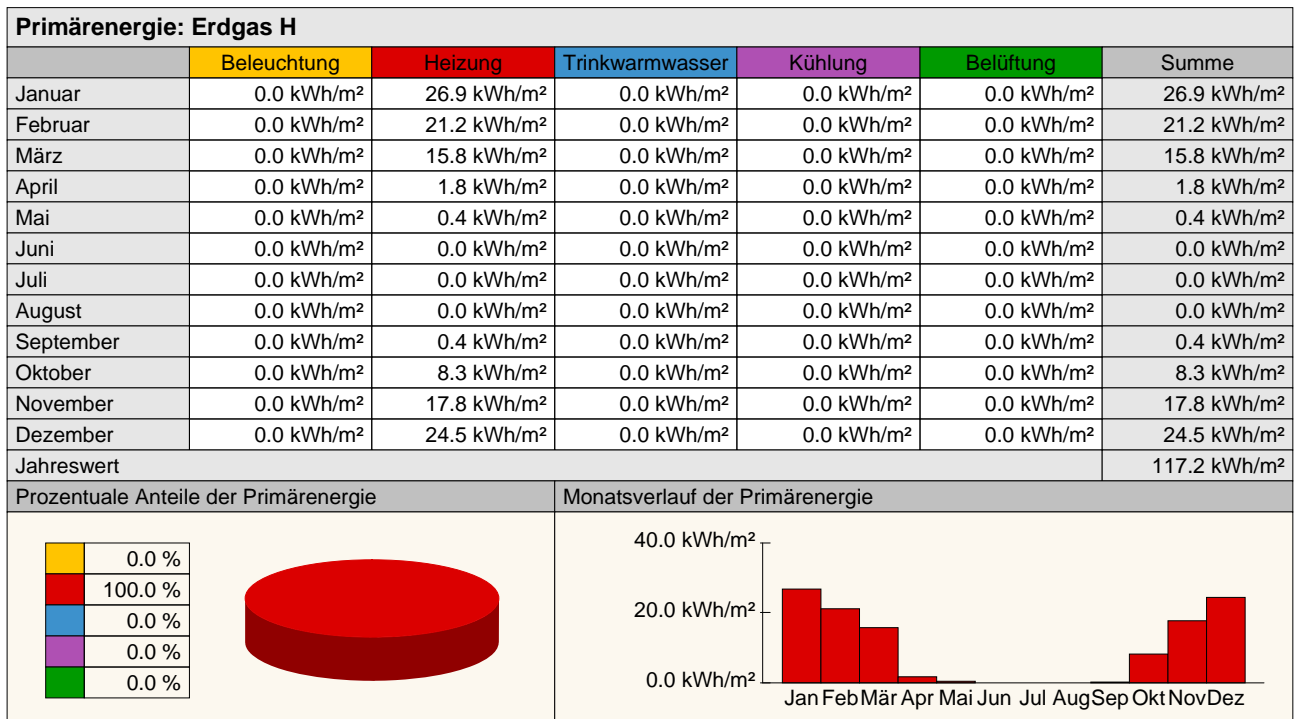 Primärenergie: Erdgas H
Beleuchtung Heizung Trinkwarmwasser Kühlung Belüftung Summe
Januar 0.0 kWh/m² 26.9 kWh/m² 0.0 kWh/m² 0.0 kWh/m² 0.0 kWh/m² 26.9 kWh/m²
Februar 0.0 kWh/m² 21.2 kWh/m² 0.0 kWh/m² 0.0 kWh/m² 0.0 kWh/m² 21.2 kWh/m²
März 0.0 kWh/m² 15.8 kWh/m² 0.0 kWh/m² 0.0 kWh/m² 0.0 kWh/m² 15.8 kWh/m²
April 0.0 kWh/m² 1.8 kWh/m² 0.0 kWh/m² 0.0 kWh/m² 0.0 kWh/m² 1.8 kWh/m²
Mai 0.0 kWh/m² 0.4 kWh/m² 0.0 kWh/m² 0.0 kWh/m² 0.0 kWh/m² 0.4 kWh/m²
Juni 0.0 kWh/m² 0.0 kWh/m² 0.0 kWh/m² 0.0 kWh/m² 0.0 kWh/m² 0.0 kWh/m²
Juli 0.0 kWh/m² 0.0 kWh/m² 0.0 kWh/m² 0.0 kWh/m² 0.0 kWh/m² 0.0 kWh/m²
August 0.0 kWh/m² 0.0 kWh/m² 0.0 kWh/m² 0.0 kWh/m² 0.0 kWh/m² 0.0 kWh/m²
September 0.0 kWh/m² 0.4 kWh/m² 0.0 kWh/m² 0.0 kWh/m² 0.0 kWh/m² 0.4 kWh/m²
Oktober 0.0 kWh/m² 8.3 kWh/m² 0.0 kWh/m² 0.0 kWh/m² 0.0 kWh/m² 8.3 kWh/m²
November 0.0 kWh/m² 17.8 kWh/m² 0.0 kWh/m² 0.0 kWh/m² 0.0 kWh/m² 17.8 kWh/m²
Dezember 0.0 kWh/m² 24.5 kWh/m² 0.0 kWh/m² 0.0 kWh/m² 0.0 kWh/m² 24.5 kWh/m²
Jahreswert 117.2 kWh/m²
Prozentuale Anteile der Primärenergie
0.0 %
100.0 %
0.0 %
0.0 %
0.0 %
Monatsverlauf der Primärenergie
40.0 kWh/m²
20.0 kWh/m²
0.0 kWh/m²
Jan Feb Mär Apr Mai Jun Jul Aug Sep Okt Nov Dez